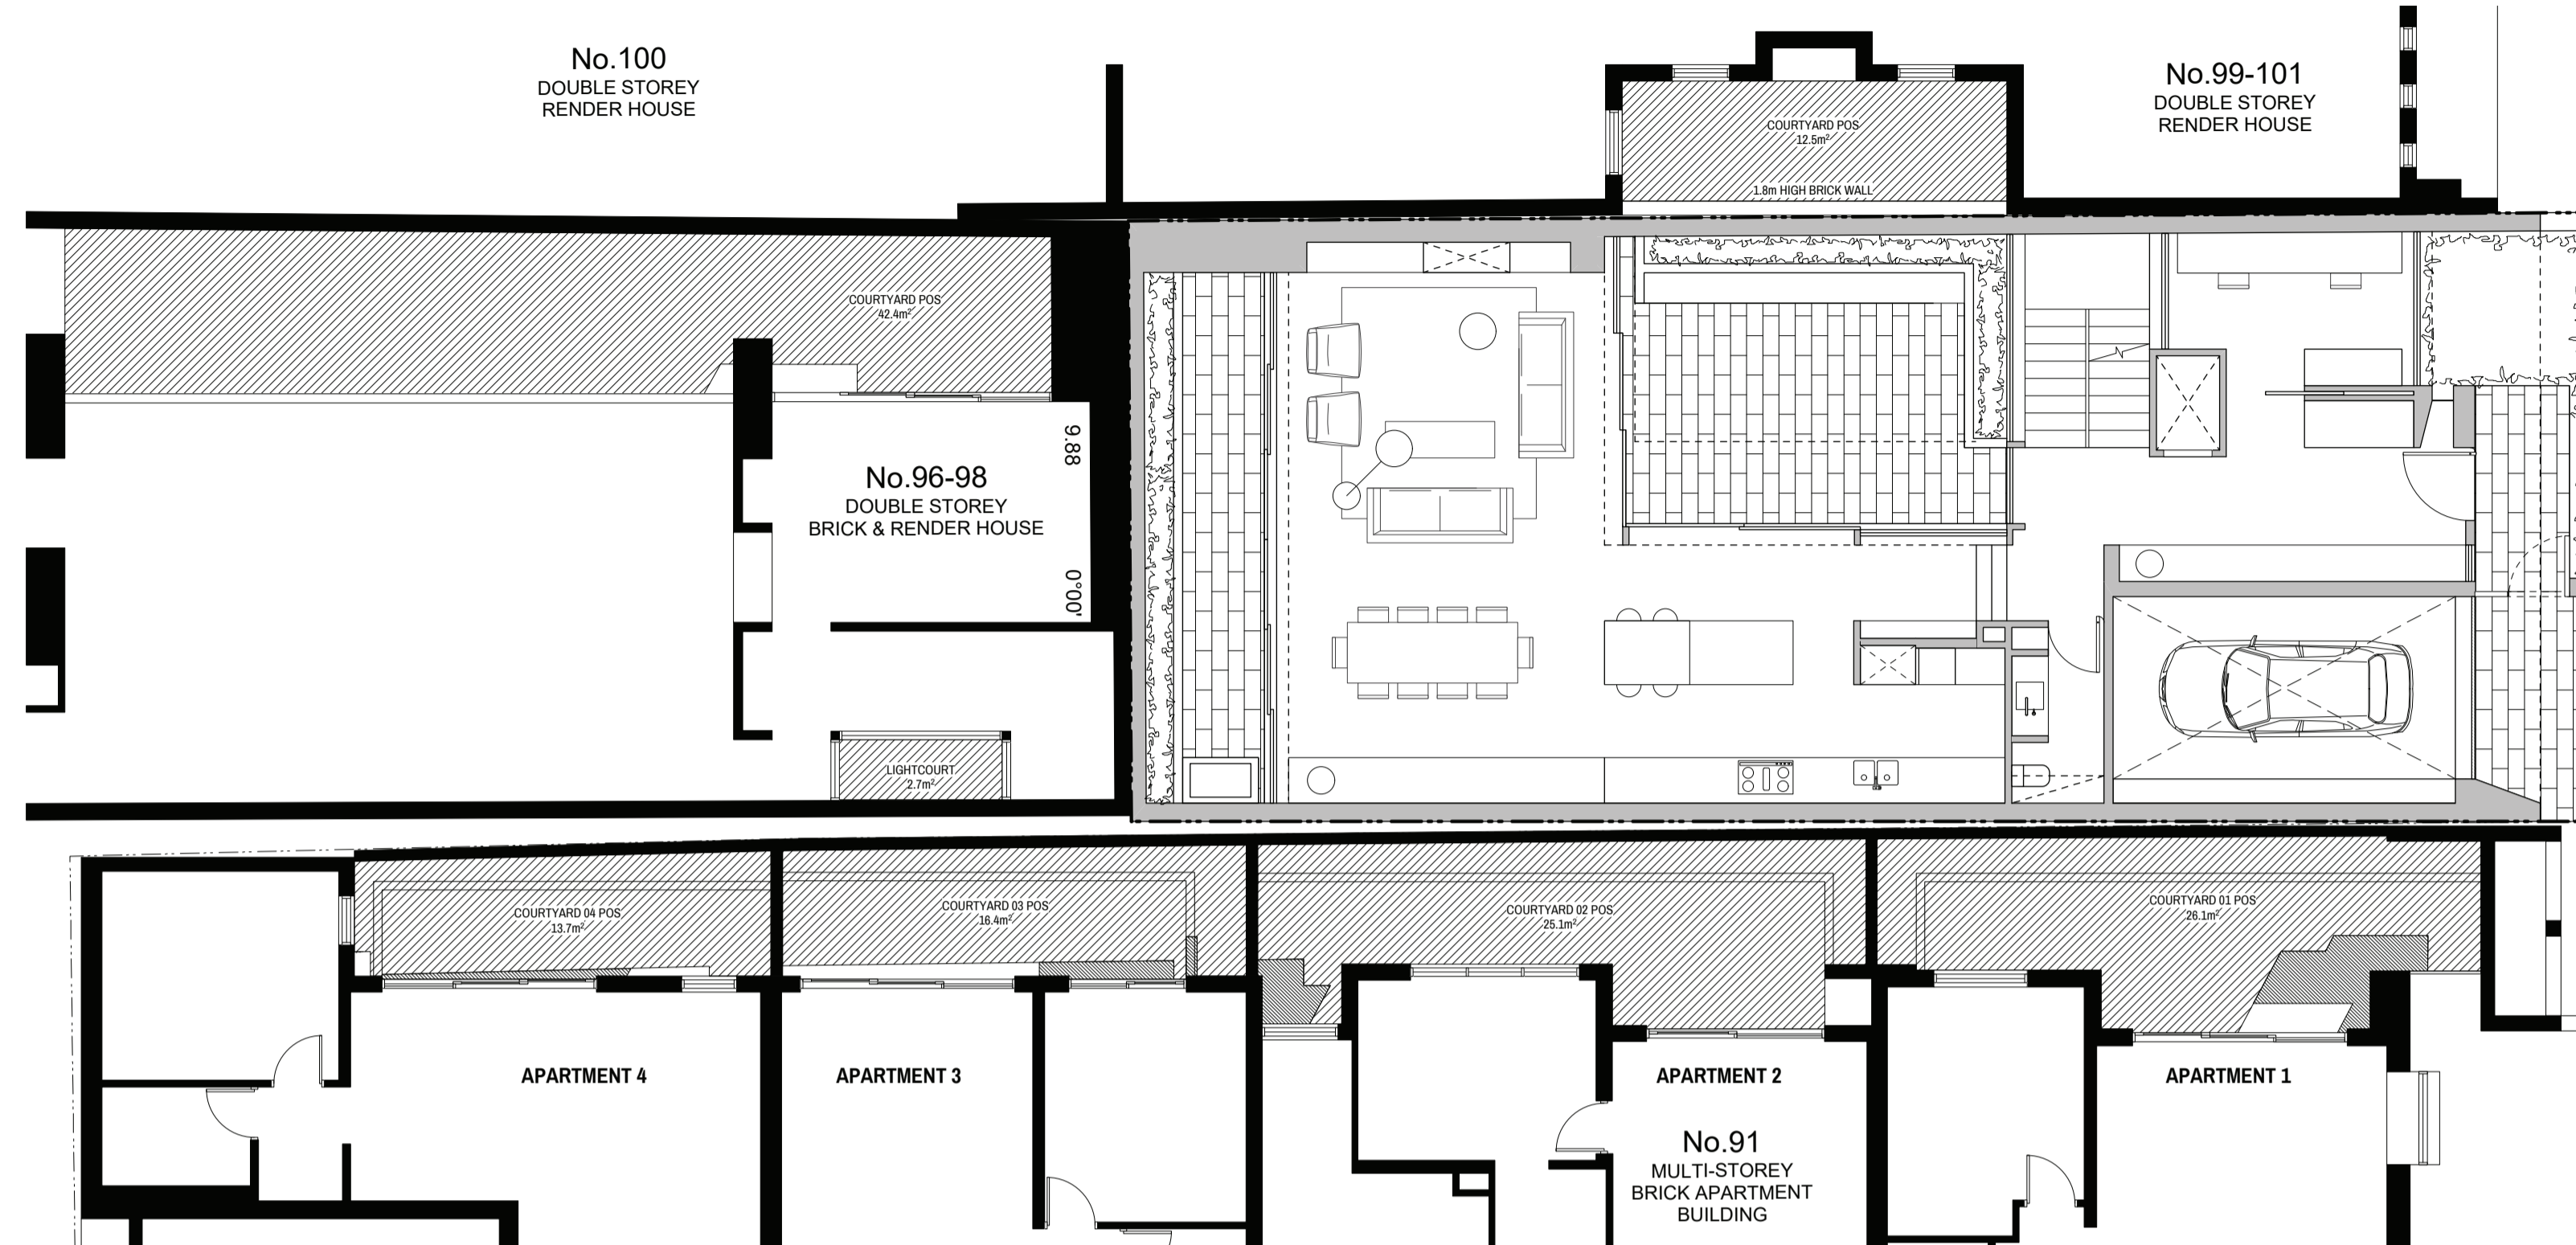 No.100
DOUBLE STOREY
RENDER HOUSE
No.99-101
DOUBLE STOREY
RENDER HOUSE
COURTYARD POS
12.5m²
1.8m HIGH BRICK WALL
COURTYARD POS
42.4m²
9.88
0°00'
No.96-98
DOUBLE STOREY
BRICK & RENDER HOUSE
LIGHTCOURT
2.7m²
COURTYARD 04 POS
13.7m²
COURTYARD 03 POS
16.4m²
COURTYARD 02 POS
25.1m²
COURTYARD 01 POS
26.1m²
APARTMENT 4
APARTMENT 3
APARTMENT 2
APARTMENT 1
No.91
MULTI-STOREY
BRICK APARTMENT
BUILDING